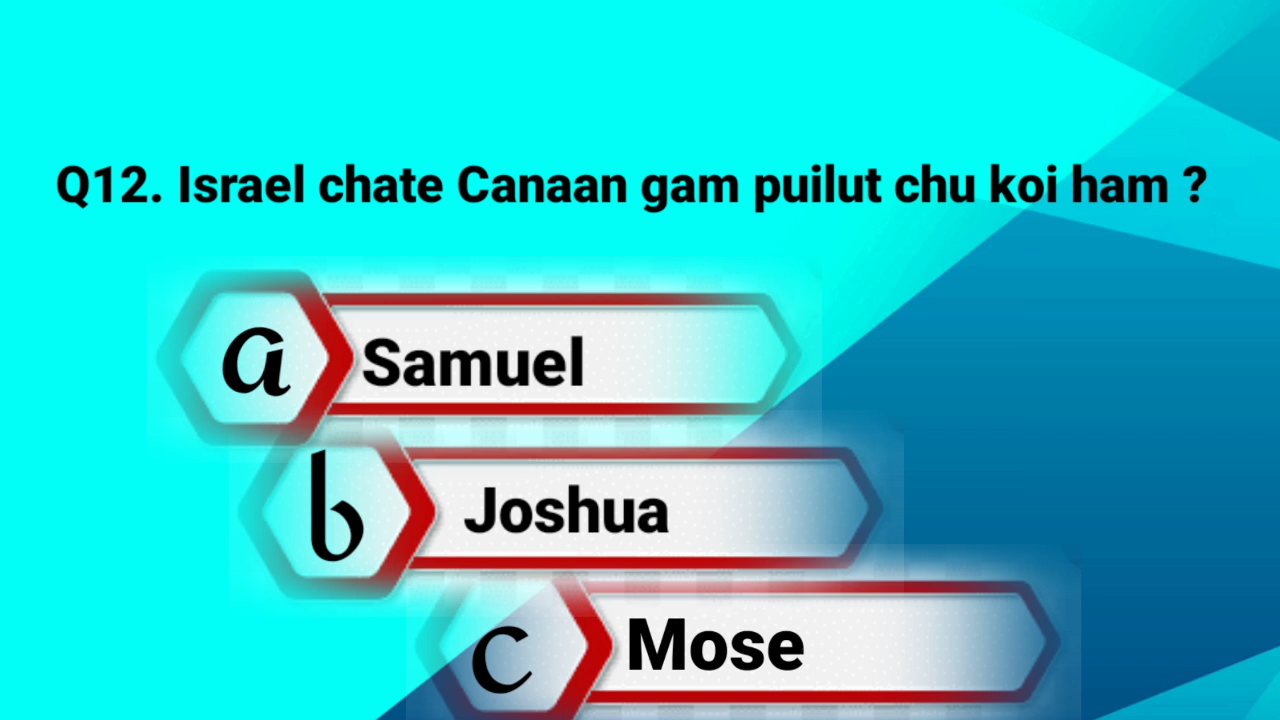 Q12. Israel chate Canaan gam puilut chu koi ham ?
a Samuel
b Joshua
c Mose